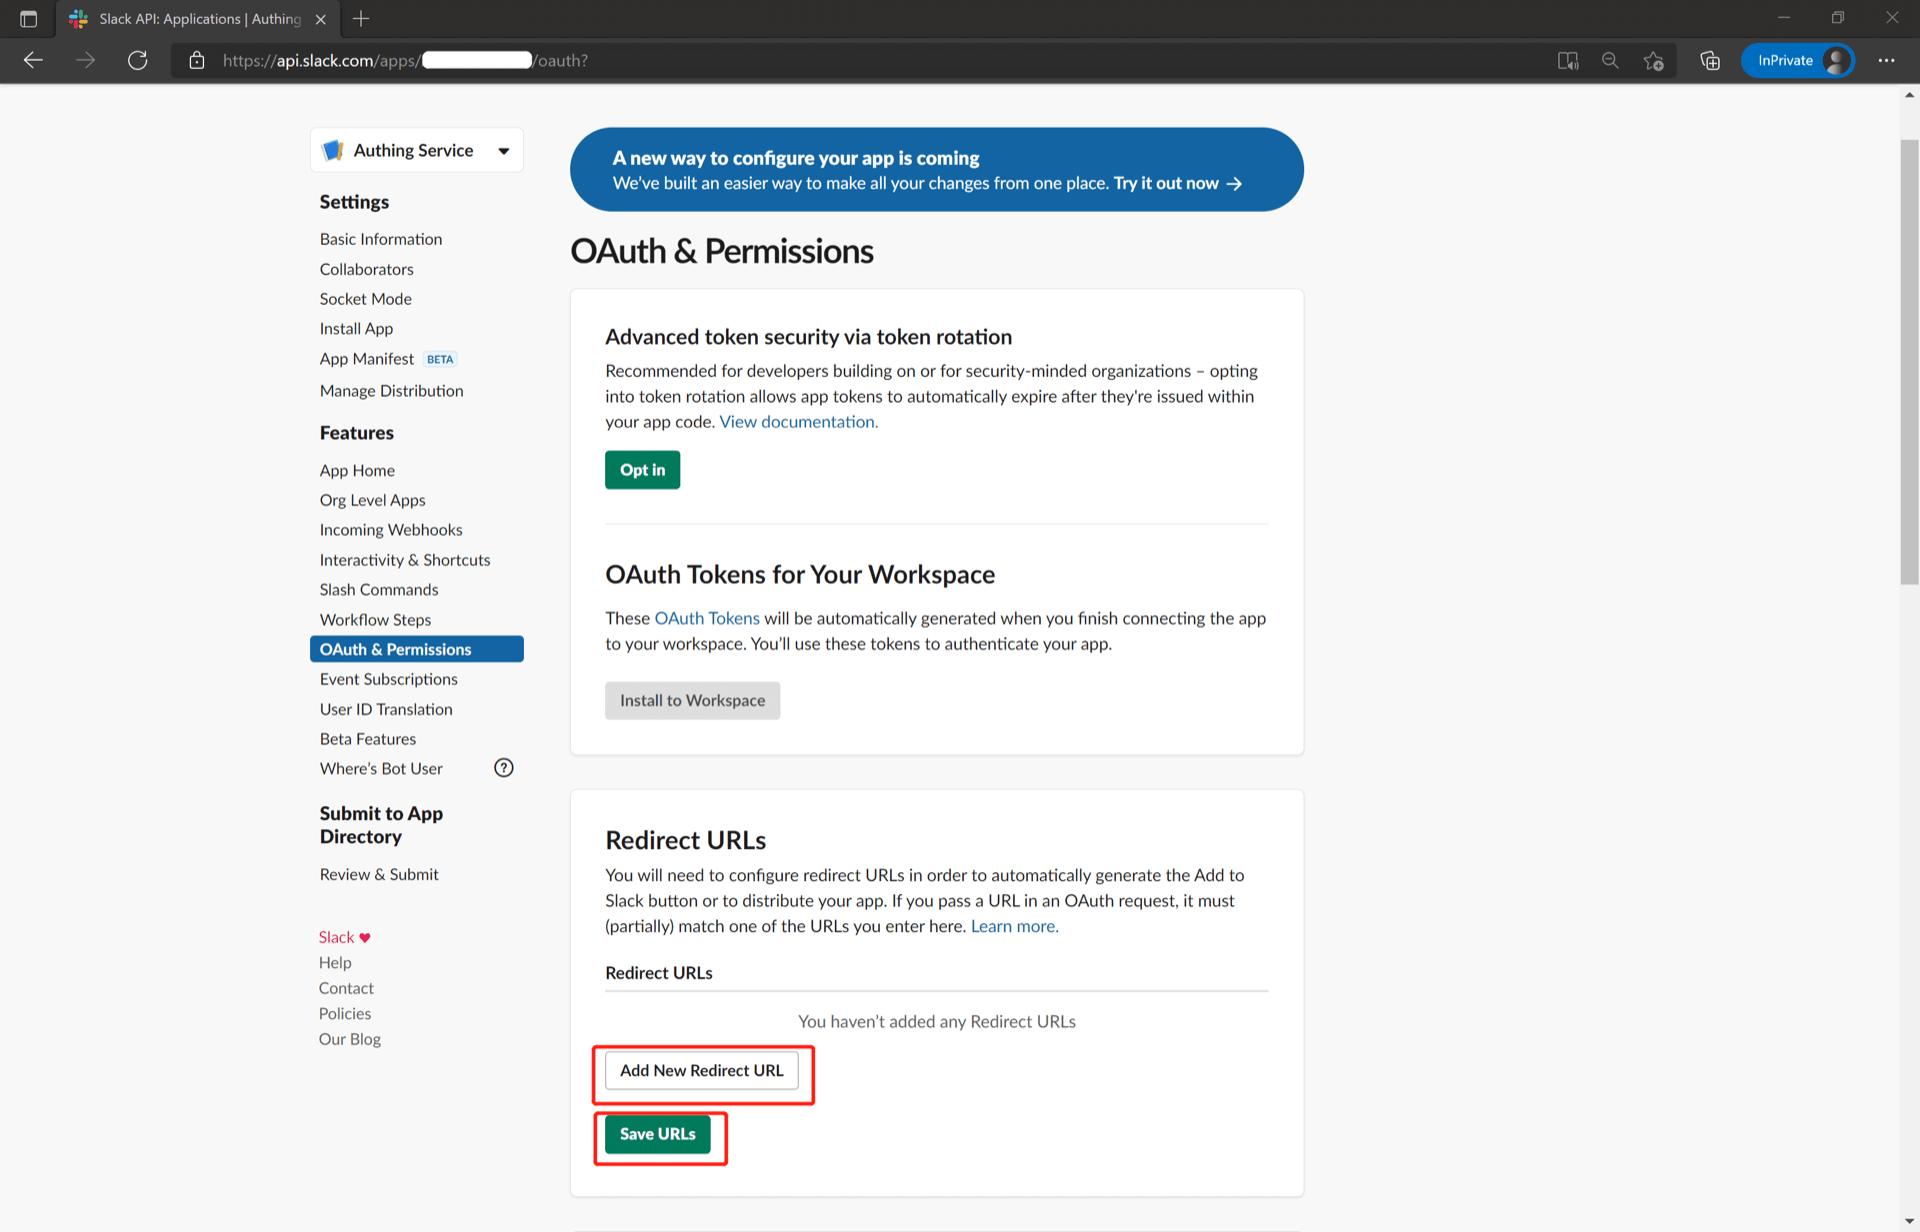 Slack API: Applications | Authing
https://api.slack.com/apps/
/oauth?
InPrivate
Authing Service
Settings
Basic Information
Collaborators
Socket Mode
Install App
App Manifest BETA
Manage Distribution
Features
App Home
Org Level Apps
Incoming Webhooks
Interactivity & Shortcuts
Slash Commands
Workflow Steps
OAuth & Permissions
Event Subscriptions
User ID Translation
Beta Features
Where's Bot User
?
Submit to App
Directory
Review & Submit
Slack ♥
Help
Contact
Policies
Our Blog
A new way to configure your app is coming
We've built an easier way to make all your changes from one place. Try it out now →
OAuth & Permissions
Advanced token security via token rotation
Recommended for developers building on or for security-minded organizations – opting
into token rotation allows app tokens to automatically expire after they're issued within
your app code. View documentation.
Opt in
OAuth Tokens for Your Workspace
These OAuth Tokens will be automatically generated when you finish connecting the app
to your workspace. You'll use these tokens to authenticate your app.
Install to Workspace
Redirect URLs
You will need to configure redirect URLs in order to automatically generate the Add to
Slack button or to distribute your app. If you pass a URL in an OAuth request, it must
(partially) match one of the URLs you enter here. Learn more.
Redirect URLs
You haven't added any Redirect URLs
Add New Redirect URL
Save URLs